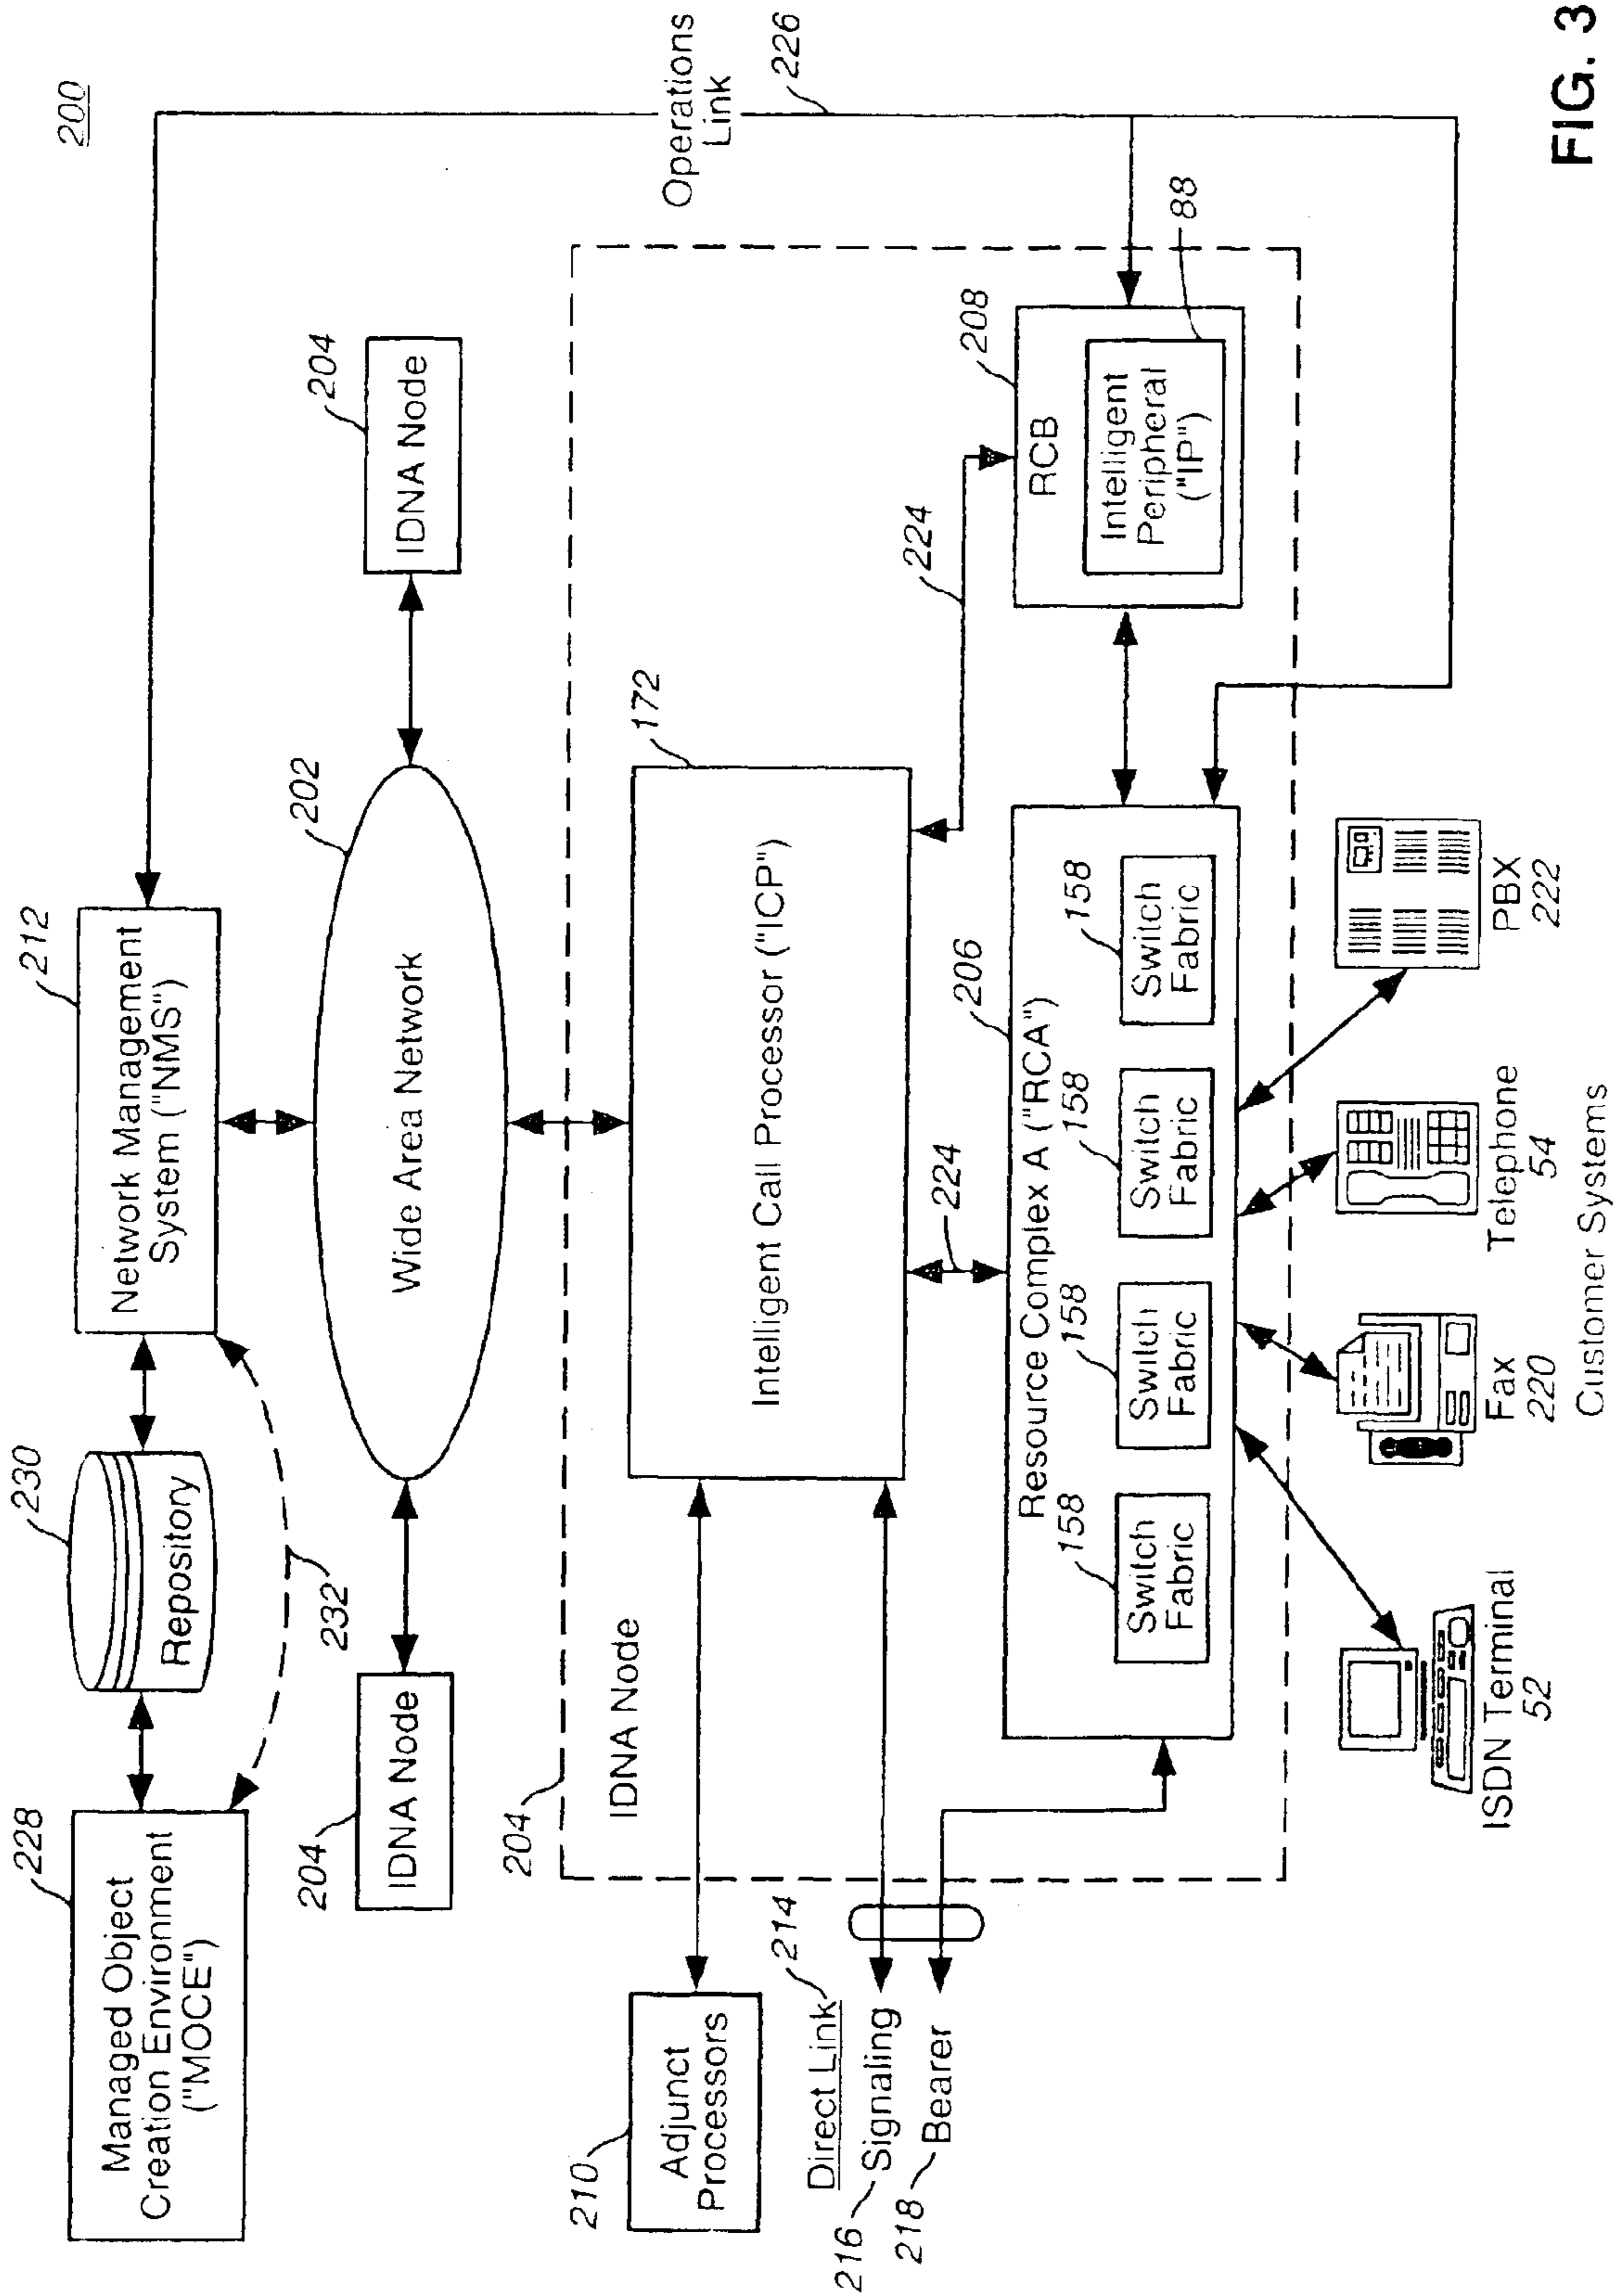 200
228
Managed Object
Creation Environment
("MOCE")
230
Repository
212
Network Management
System ("NMS")
232
204
IDNA Node
202
Wide Area Network
204
IDNA Node
Operations
Link
226
204
IDNA Node
172
Intelligent Call Processor ("ICP")
210
Adjunct
Processors
Direct Link
214
216
Signaling
218
Bearer
224
224
206
Resource Complex A ("RCA")
158
Switch
Fabric
158
Switch
Fabric
158
Switch
Fabric
158
Switch
Fabric
208
RCB
Intelligent
Peripheral
("IP")
88
ISDN Terminal
52
Fax
220
Telephone
54
PBX
222
Customer Systems
FIG. 3